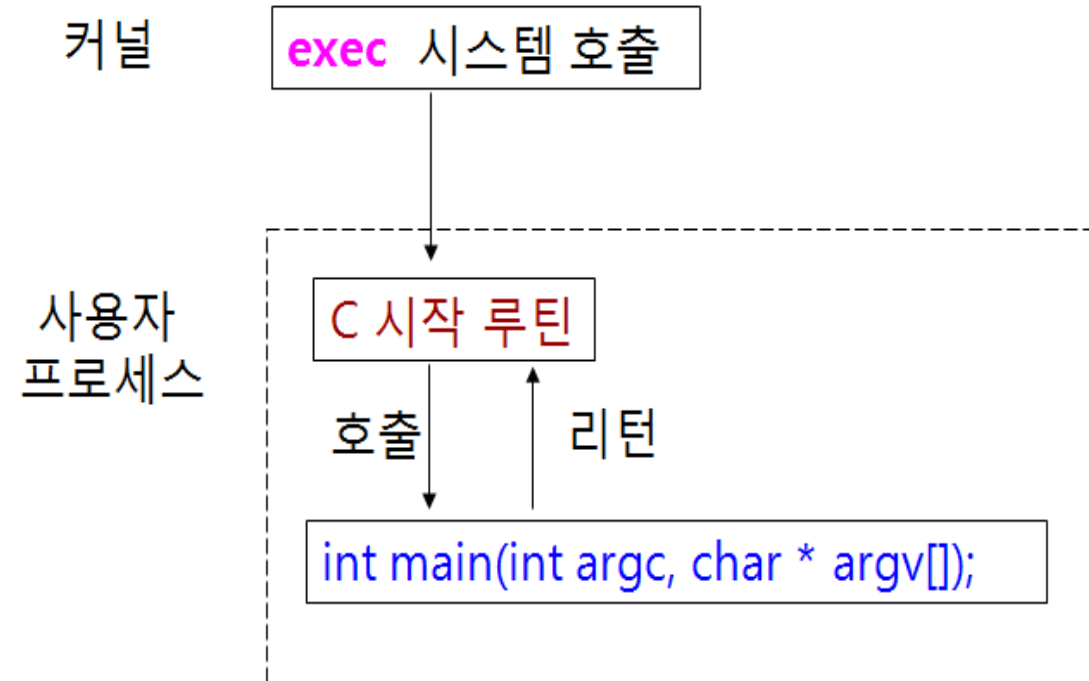 커널
exec 시스템 호출
C 시작 루틴
사용자
프로세스
호출
리턴
int main(int argc, char * argv[]);